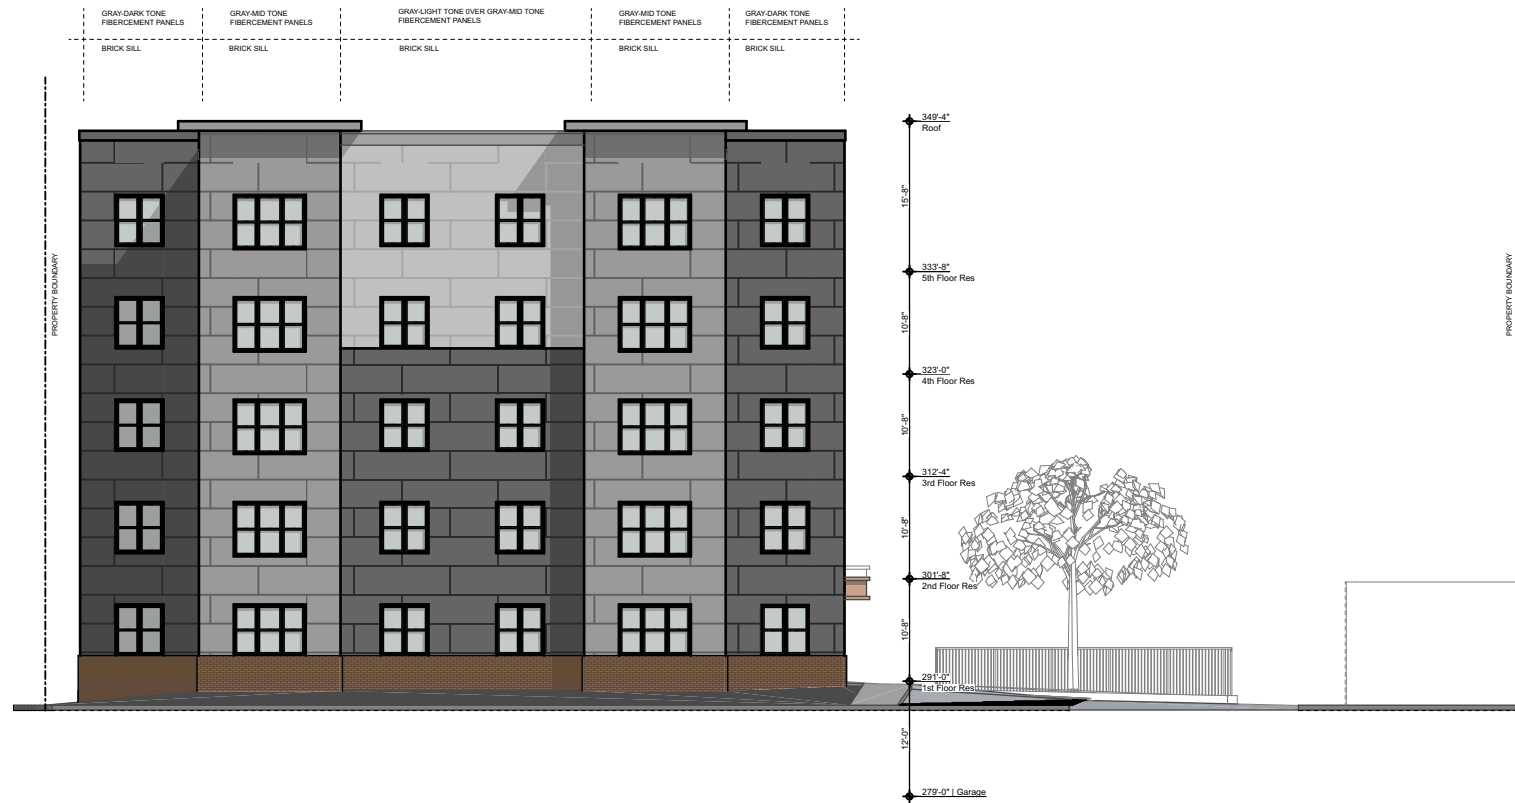 GRAY-DARK TONE
FIBERCEMENT PANELS
GRAY-MID TONE
FIBERCEMENT PANELS
GRAY-LIGHT TONE 0VER GRAY-MID TONE
FIBERCEMENT PANELS
GRAY-MID TONE
FIBERCEMENT PANELS
GRAY-DARK TONE
FIBERCEMENT PANELS
BRICK SILL
BRICK SILL
BRICK SILL
BRICK SILL
BRICK SILL
PROPERTY BOUNDARY
349'-4"
Roof
15'-8"
333'-8"
5th Floor Res
10'-8"
323'-0"
4th Floor Res
10'-8"
312'-4"
3rd Floor Res
10'-8"
301'-8"
2nd Floor Res
10'-8"
291'-0"
1st Floor Res
12'-0"
279'-0" | Garage
PROPERTY BOUNDARY